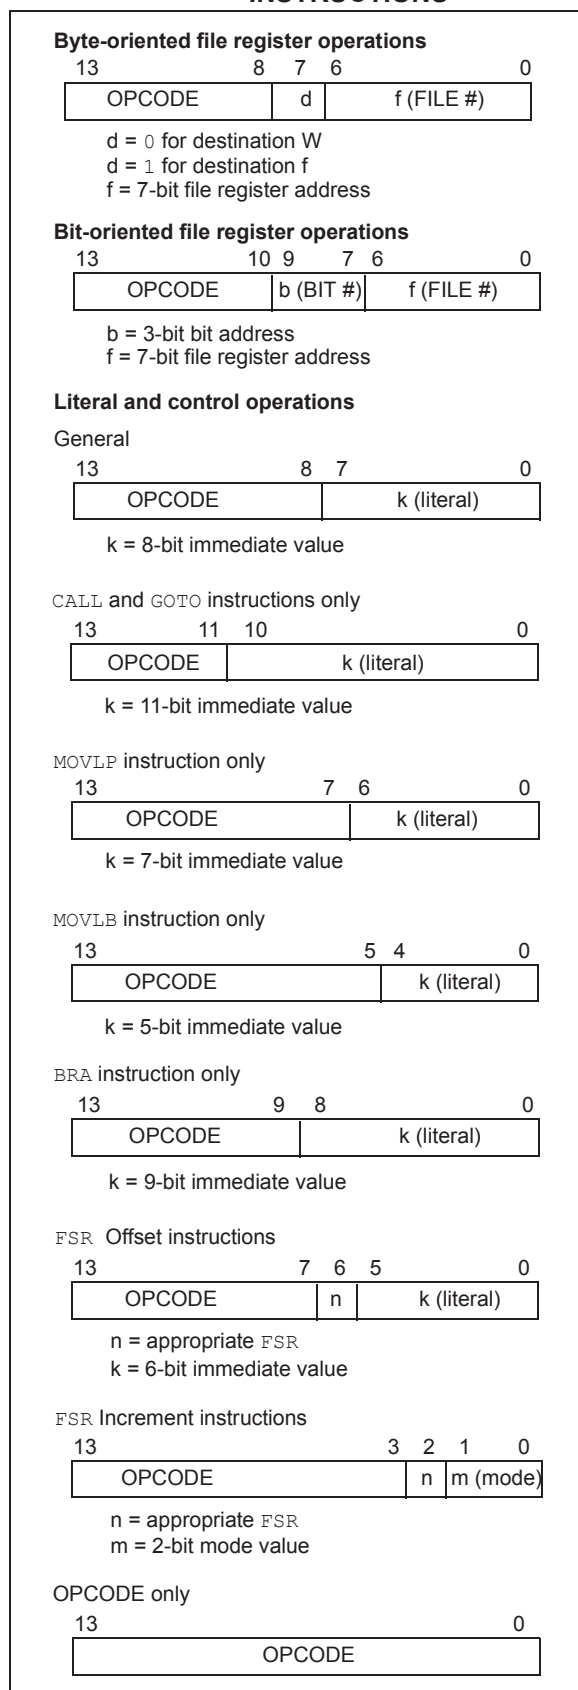 INSTRUCTIONS
Byte-oriented file register operations
13 8 7 6 0
OPCODE d f (FILE #)
d = 0 for destination W
d = 1 for destination f
f = 7-bit file register address
Bit-oriented file register operations
13 10 9 7 6 0
OPCODE b (BIT #) f (FILE #)
b = 3-bit bit address
f = 7-bit file register address
Literal and control operations
General
13 8 7 0
OPCODE k (literal)
k = 8-bit immediate value
CALL and GOTO instructions only
13 11 10 0
OPCODE k (literal)
k = 11-bit immediate value
MOVLP instruction only
13 7 6 0
OPCODE k (literal)
k = 7-bit immediate value
MOVLB instruction only
13 5 4 0
OPCODE k (literal)
k = 5-bit immediate value
BRA instruction only
13 9 8 0
OPCODE k (literal)
k = 9-bit immediate value
FSR Offset instructions
13 7 6 5 0
OPCODE n k (literal)
n = appropriate FSR
k = 6-bit immediate value
FSR Increment instructions
13 3 2 1 0
OPCODE n m (mode)
n = appropriate FSR
m = 2-bit mode value
OPCODE only
13 0
OPCODE